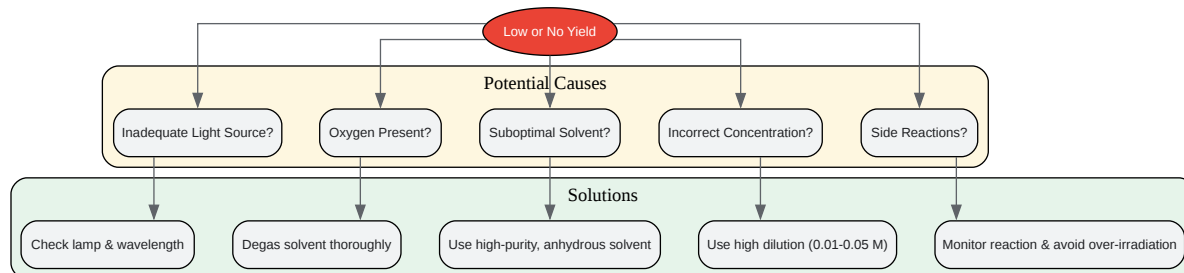 Low or No Yield
Potential Causes
Inadequate Light Source?
Oxygen Present?
Suboptimal Solvent?
Incorrect Concentration?
Side Reactions?
Solutions
Check lamp & wavelength
Degas solvent thoroughly
Use high-purity, anhydrous solvent
Use high dilution (0.01-0.05 M)
Monitor reaction & avoid over-irradiation